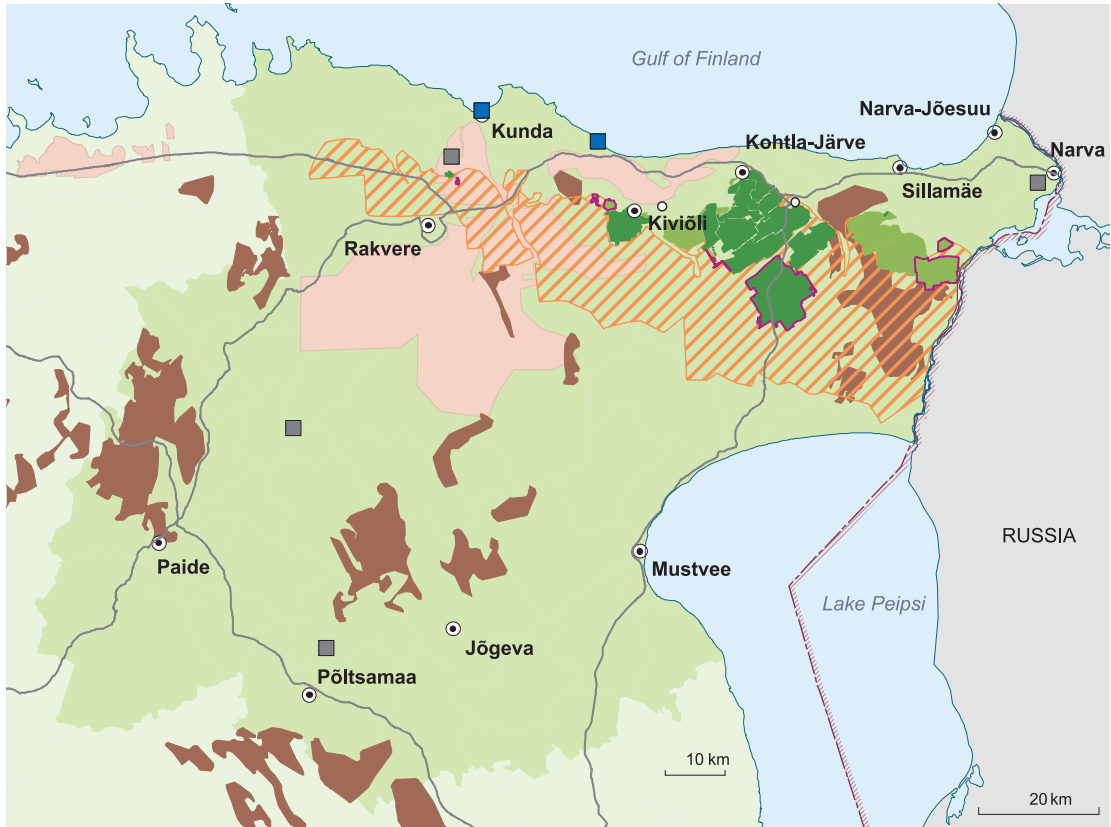 Gulf of Finland
Narva-Jõesuu
Kunda
Kohtla-Järve
Narva
Sillamäe
Kiviõli
Rakvere
RUSSIA
Paide
Mustvee
Lake Peipsi
Jõgeva
Põltsamaa
10 km
20 km